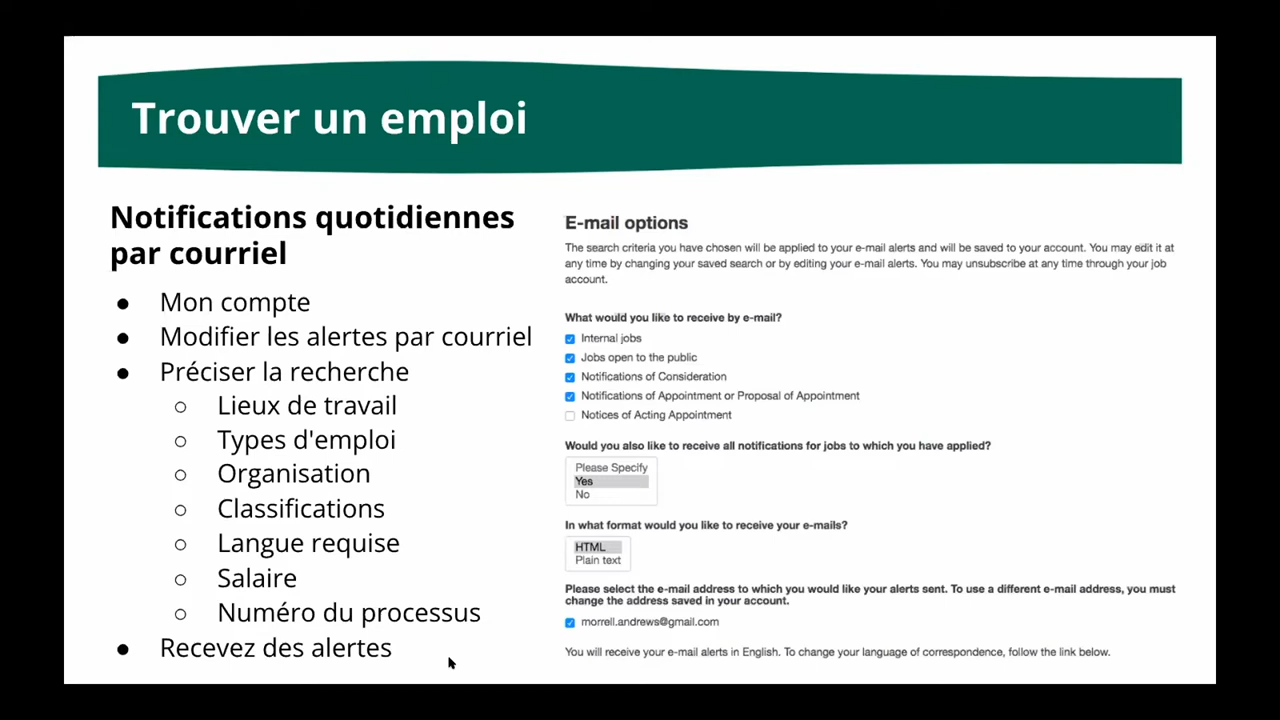 Trouver un emploi
Notifications quotidiennes
par courriel
● Mon compte
● Modifier les alertes par courriel
● Préciser la recherche
○ Lieux de travail
○ Types d'emploi
○ Organisation
○ Classifications
○ Langue requise
○ Salaire
○ Numéro du processus
● Recevez des alertes
E-mail options
The search criteria you have chosen will be applied to your e-mail alerts and will be saved to your account. You may edit it at
any time by changing your saved search or by editing your e-mail alerts. You may unsubscribe at any time through your job
account.
What would you like to receive by e-mail?
Internal jobs
Jobs open to the public
Notifications of Consideration
Notifications of Appointment or Proposal of Appointment
Notices of Acting Appointment
Would you also like to receive all notifications for jobs to which you have applied?
Please Specify
Yes
No
In what format would you like to receive your e-mails?
HTML
Plain text
Please select the e-mail address to which you would like your alerts sent. To use a different e-mail address, you must
change the address saved in your account.
morrell.andrews@gmail.com
You will receive your e-mail alerts in English. To change your language of correspondence, follow the link below.